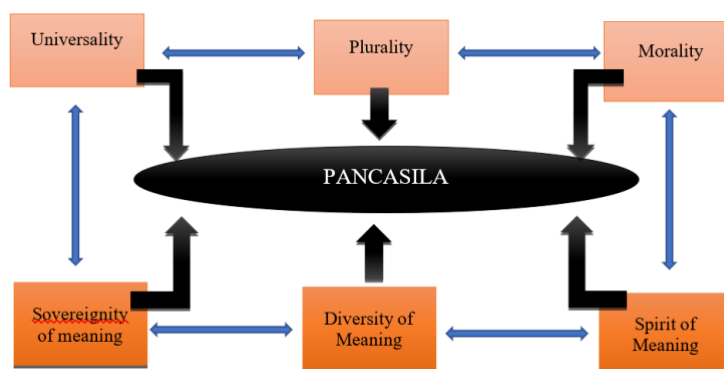 Universality
Plurality
Morality
PANCASILA
Sovereignity
of meaning
Diversity of
Meaning
Spirit of
Meaning